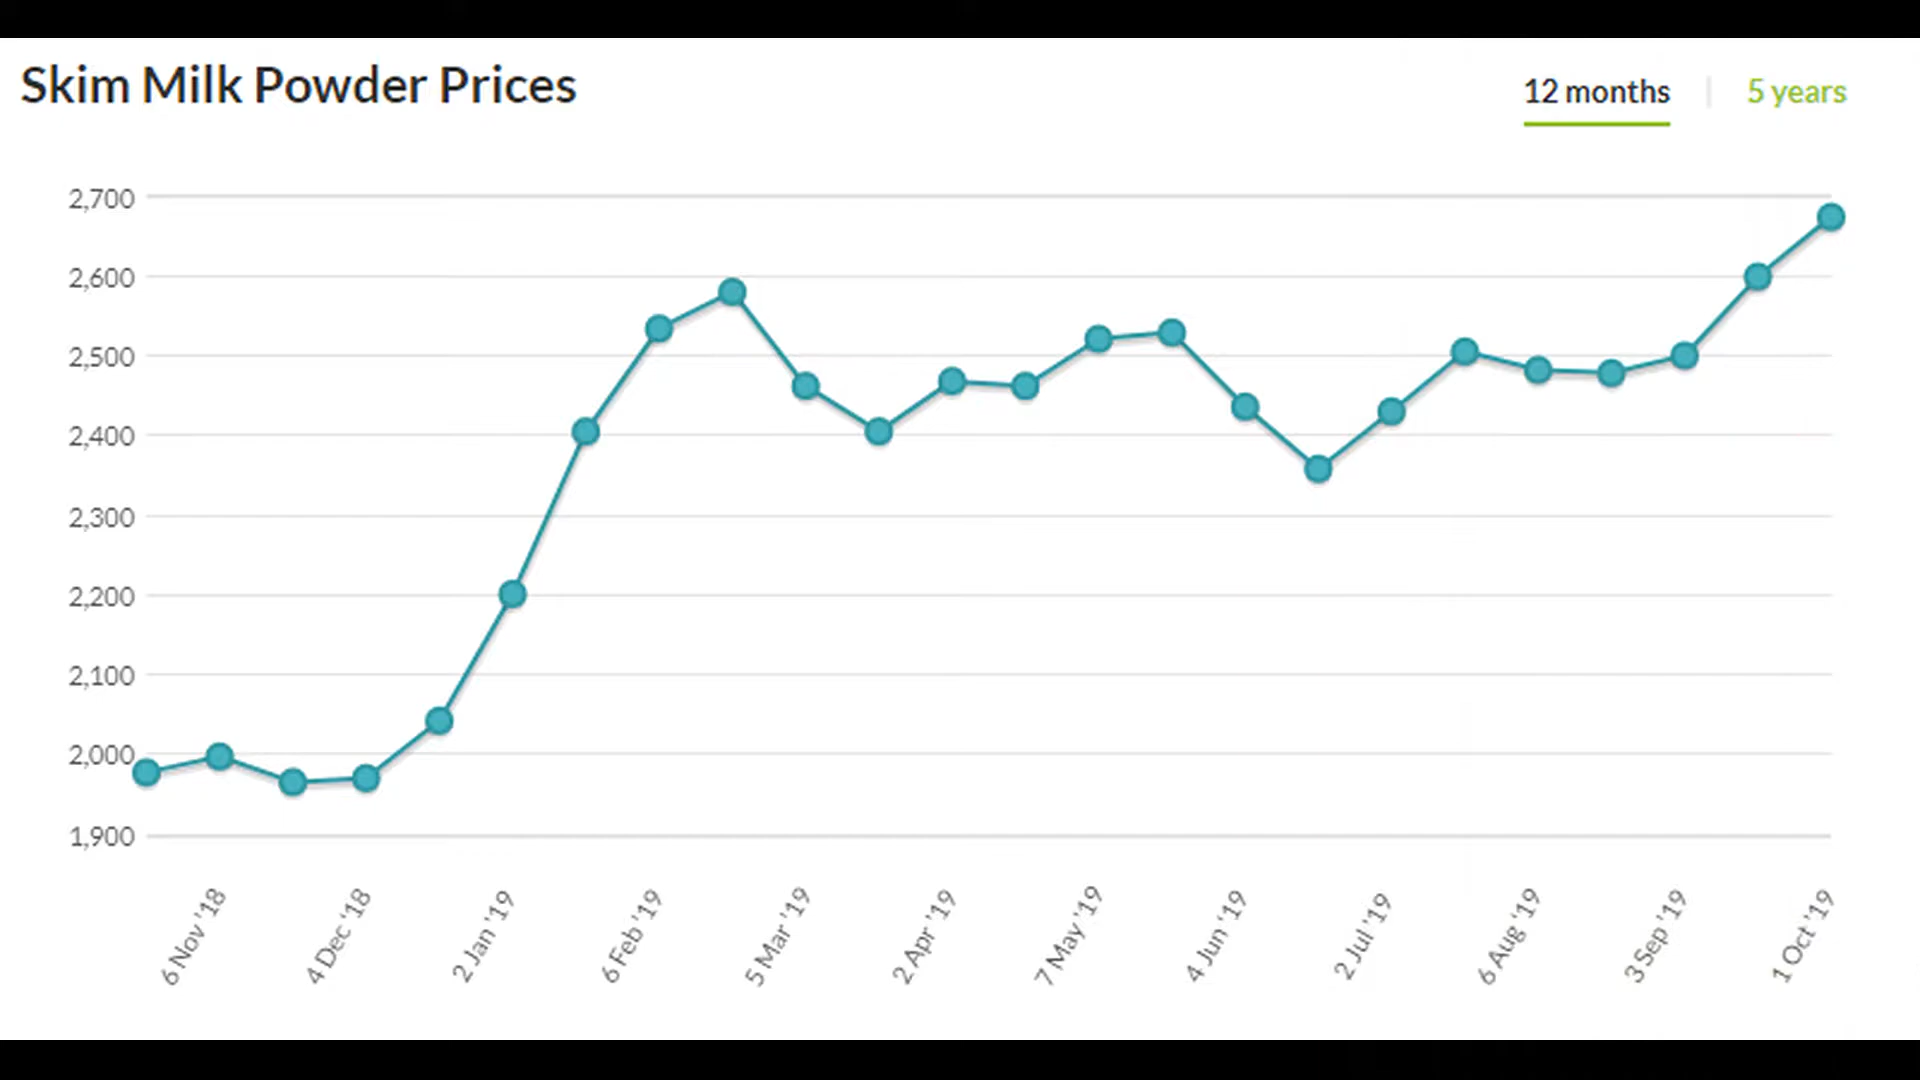 Skim Milk Powder Prices
12 months | 5 years
2,700
2,600
2,500
2,400
2,300
2,200
2,100
2,000
1,900
6 Nov '18
4 Dec '18
2 Jan '19
6 Feb '19
5 Mar '19
2 Apr '19
7 May '19
4 Jun '19
2 Jul '19
6 Aug '19
3 Sep '19
1 Oct '19